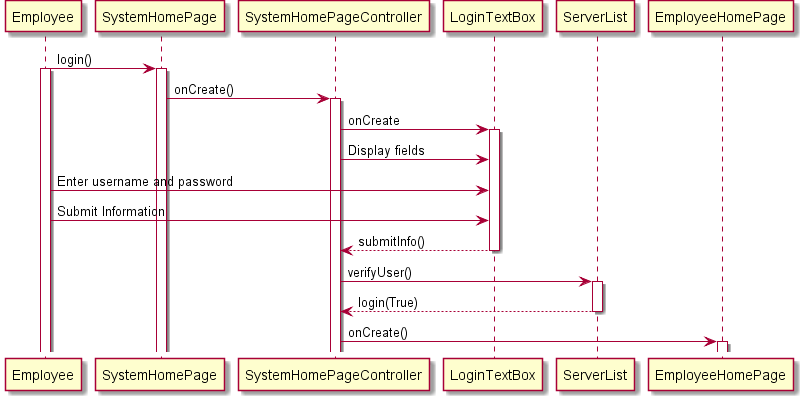 Employee
SystemHomePage
SystemHomePageController
LoginTextBox
ServerList
EmployeeHomePage
login()
onCreate()
onCreate
Display fields
Enter username and password
Submit Information
submitInfo()
verifyUser()
login(True)
onCreate()
Employee
SystemHomePage
SystemHomePageController
LoginTextBox
ServerList
EmployeeHomePage